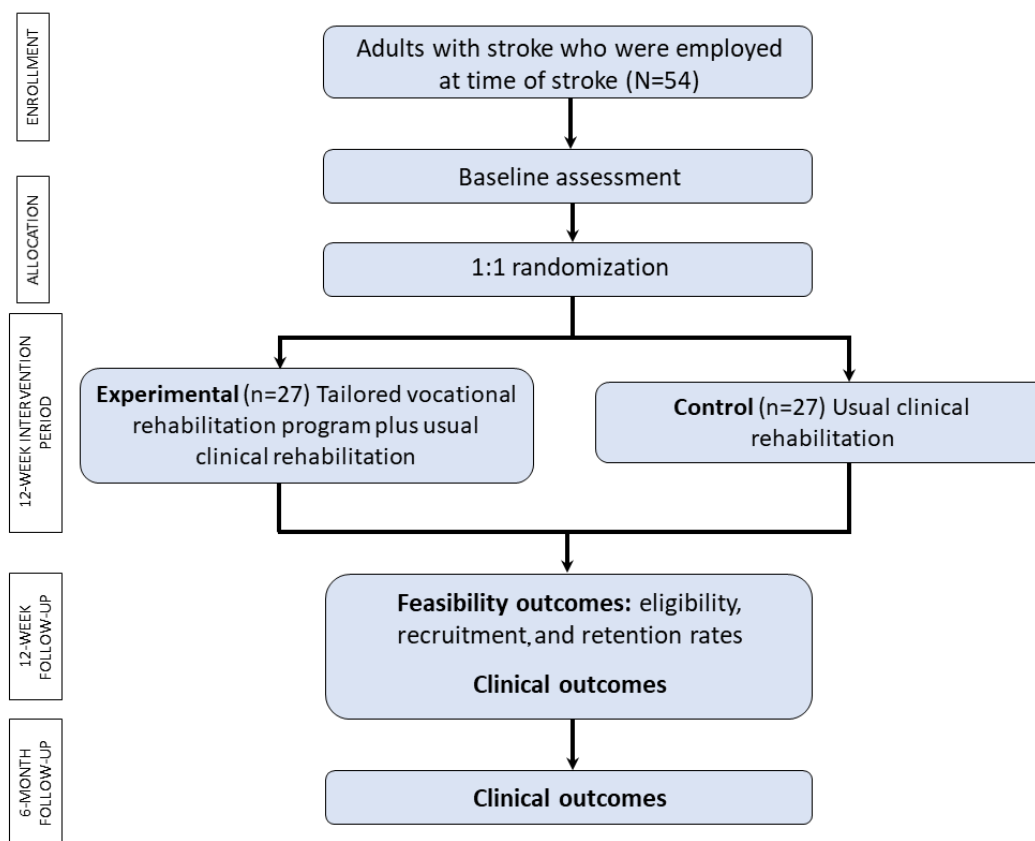 ENROLLMENT
Adults with stroke who were employed
at time of stroke (N=54)
Baseline assessment
ALLOCATION
1:1 randomization
12-WEEK INTERVENTION
PERIOD
Experimental (n=27) Tailored vocational
rehabilitation program plus usual
clinical rehabilitation
Control (n=27) Usual clinical
rehabilitation
12-WEEK
FOLLOW-UP
Feasibility outcomes: eligibility,
recruitment, and retention rates
Clinical outcomes
6-MONTH
FOLLOW-UP
Clinical outcomes